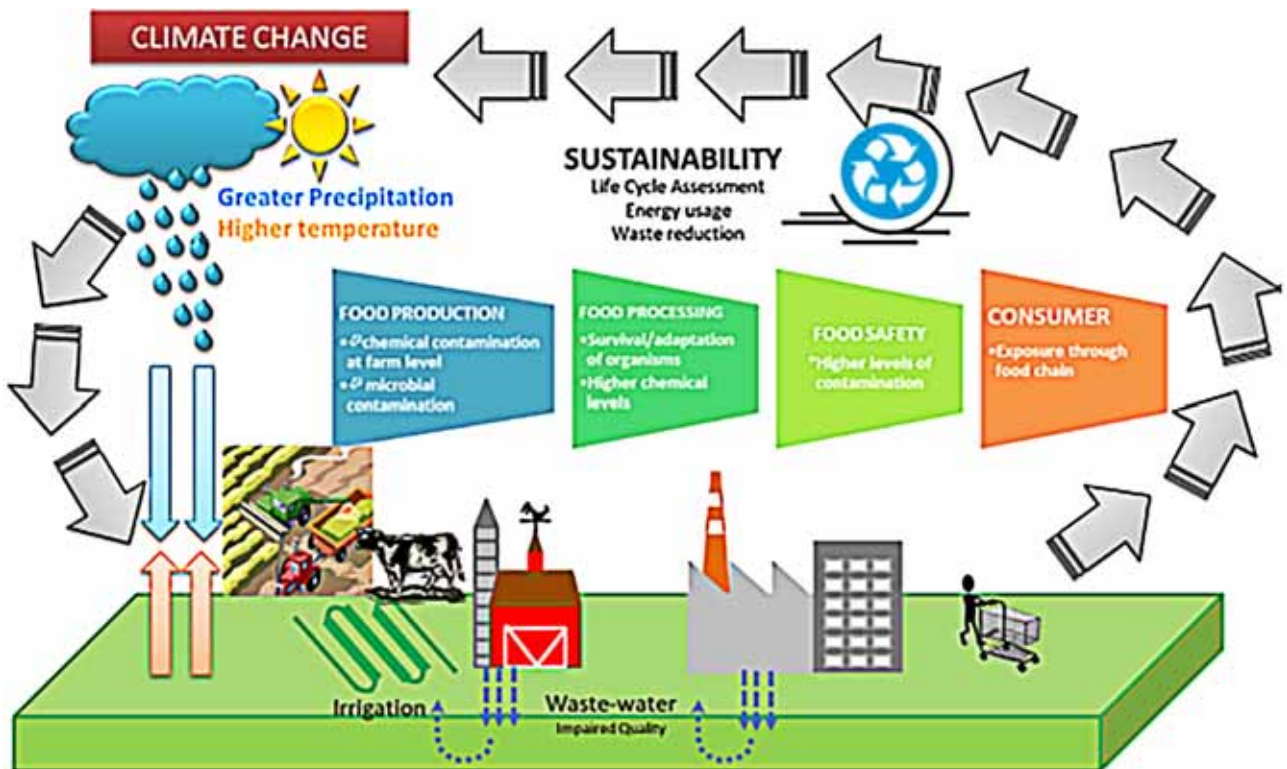 CLIMATE CHANGE
Greater Precipitation
Higher temperature
SUSTAINABILITY
Life Cycle Assessment
Energy usage
Waste reduction
FOOD PRODUCTION
• chemical contamination
at farm level
• microbial
contamination
FOOD PROCESSING
•Survival/adaptation
of organisms
•Higher chemical
levels
FOOD SAFETY
*Higher levels of
contamination
CONSUMER
•Exposure through
food chain
Irrigation
Waste-water
Impaired Quality